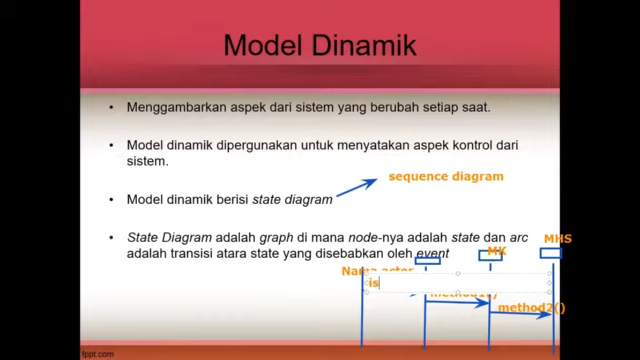 Model Dinamik
• Menggambarkan aspek dari sistem yang berubah setiap saat.
• Model dinamik dipergunakan untuk menyatakan aspek kontrol dari
sistem.
sequence diagram
• Model dinamik berisi state diagram
• State Diagram adalah graph di mana node-nya adalah state dan arc
adalah transisi atara state yang disebabkan oleh event
MHS
MK
Nama actor
is
method1()
method2()
fppt.com